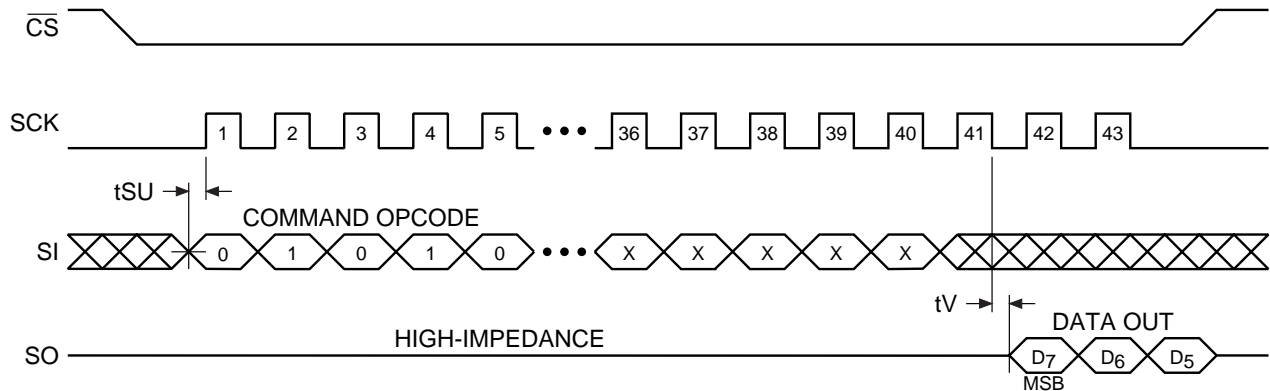 CS
SCK 1 2 3 4 5 ••• 36 37 38 39 40 41 42 43
tSU
COMMAND OPCODE
SI 0 1 0 1 0 ••• X X X X X
tV
HIGH-IMPEDANCE DATA OUT
SO D7 D6 D5
MSB